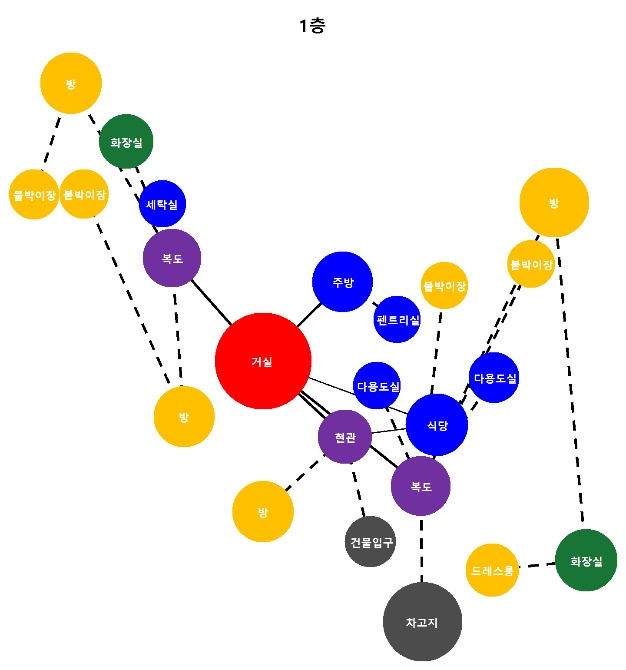 1층
방
화장실
붙박이장
붙박이장
세탁실
방
복도
붙박이장
주방
붙박이장
펜트리실
거실
다용도실
다용도실
방
식당
현관
복도
방
건물입구
드레스룸
화장실
차고지